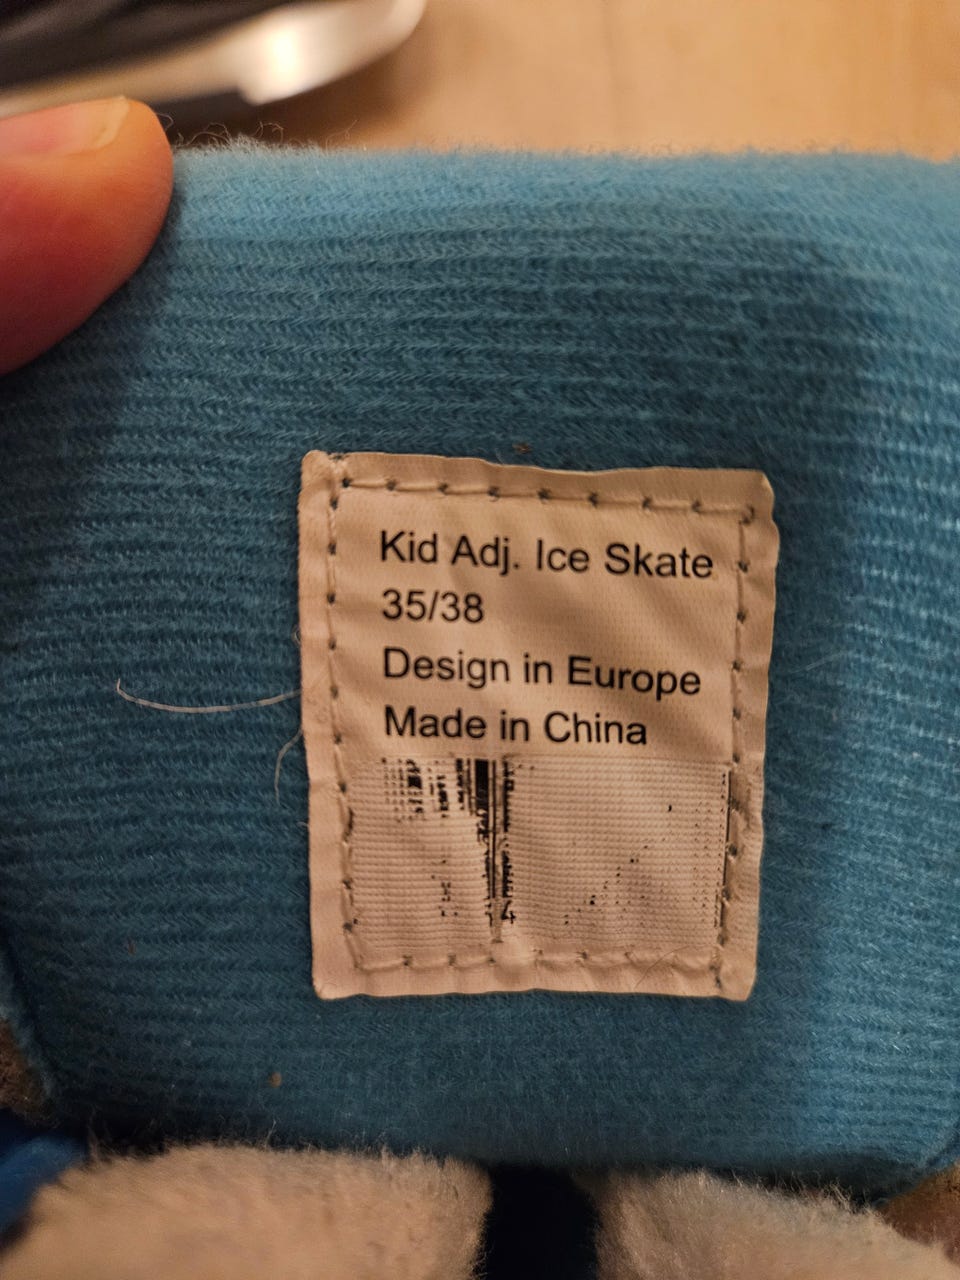 Kid Adj. Ice Skate
35/38
Design in Europe
Made in China